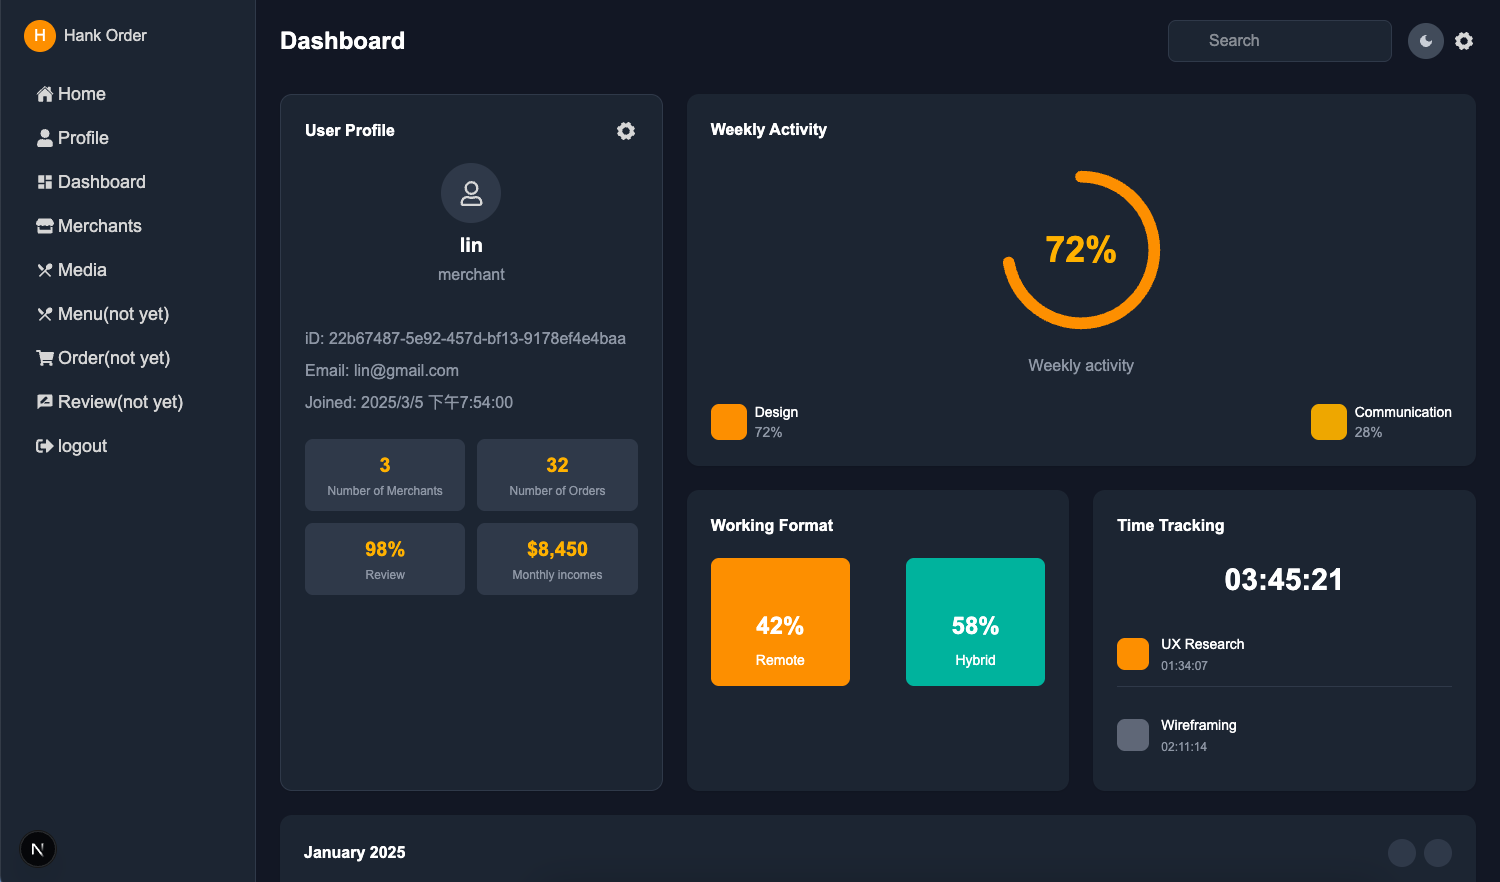 H Hank Order
Home
Profile
Dashboard
Merchants
Media
Menu(not yet)
Order(not yet)
Review(not yet)
logout
N
Dashboard
Search
User Profile
lin
merchant
iD: 22b67487-5e92-457d-bf13-9178ef4e4baa
Email: lin@gmail.com
Joined: 2025/3/5 下午7:54:00
3
Number of Merchants
32
Number of Orders
98%
Review
$8,450
Monthly incomes
Weekly Activity
72%
Weekly activity
Design
72%
Communication
28%
Working Format
42%
Remote
58%
Hybrid
Time Tracking
03:45:21
UX Research
01:34:07
Wireframing
02:11:14
January 2025